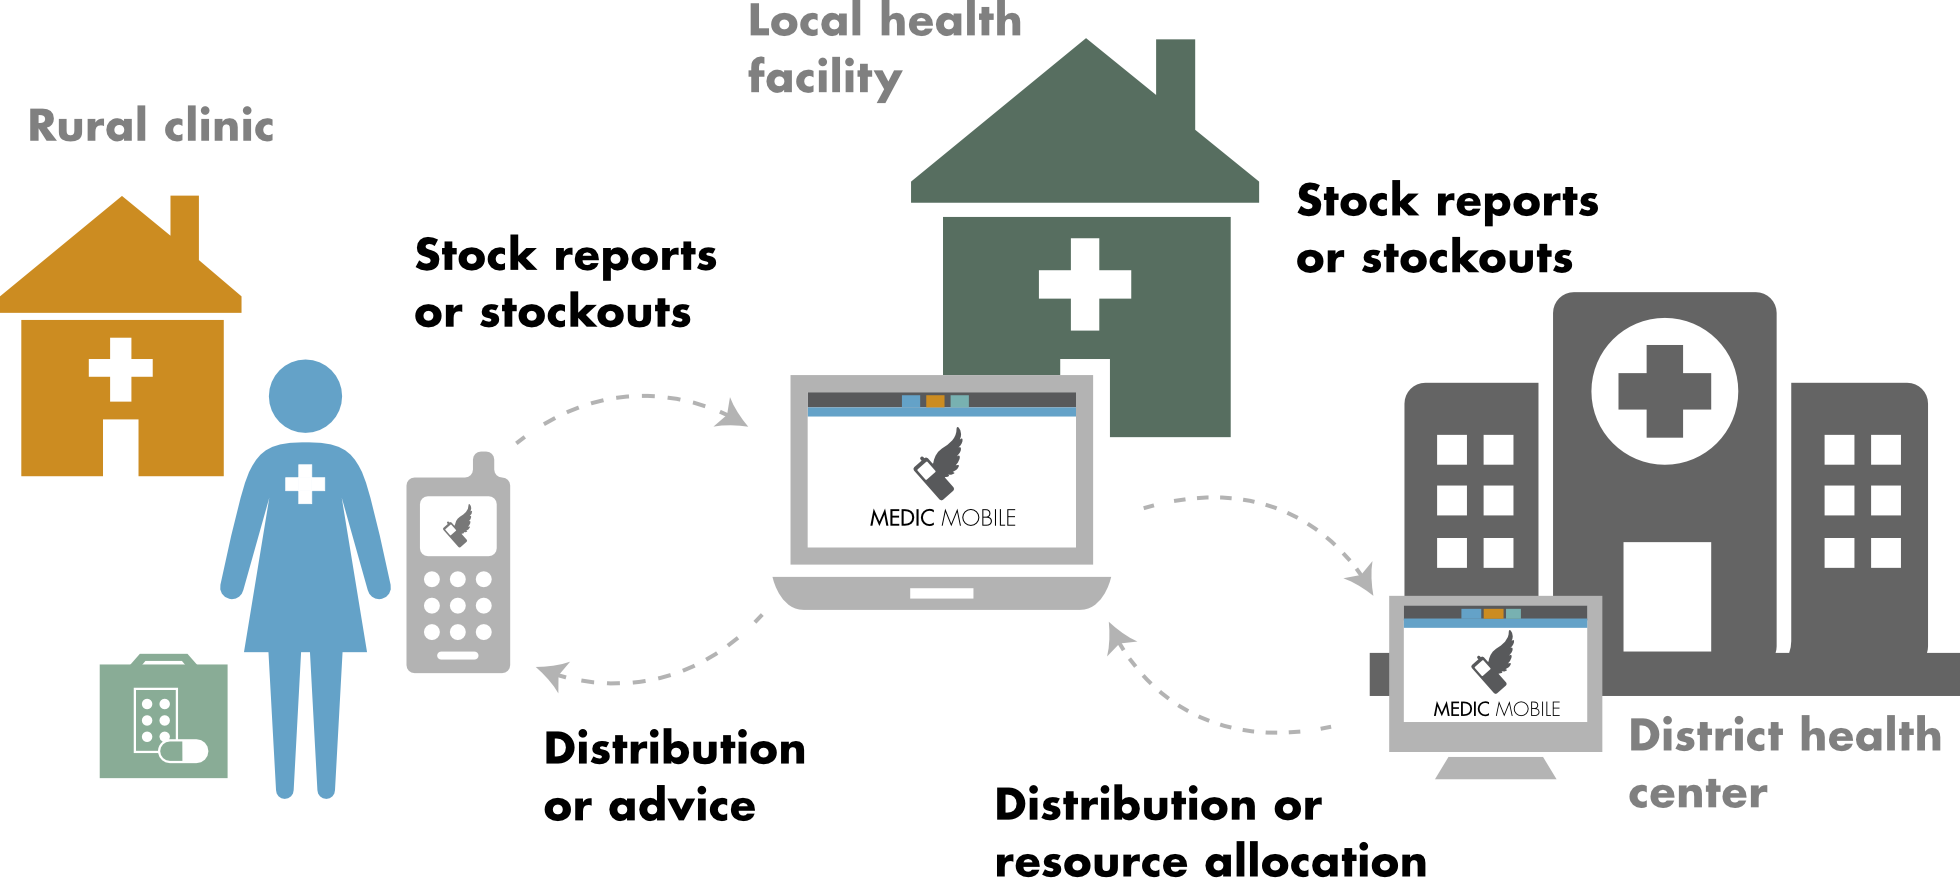 Local health
facility
Rural clinic
Stock reports
or stockouts
Stock reports
or stockouts
MEDIC MOBILE
MEDIC MOBILE
District health
center
Distribution
or advice
Distribution or
resource allocation